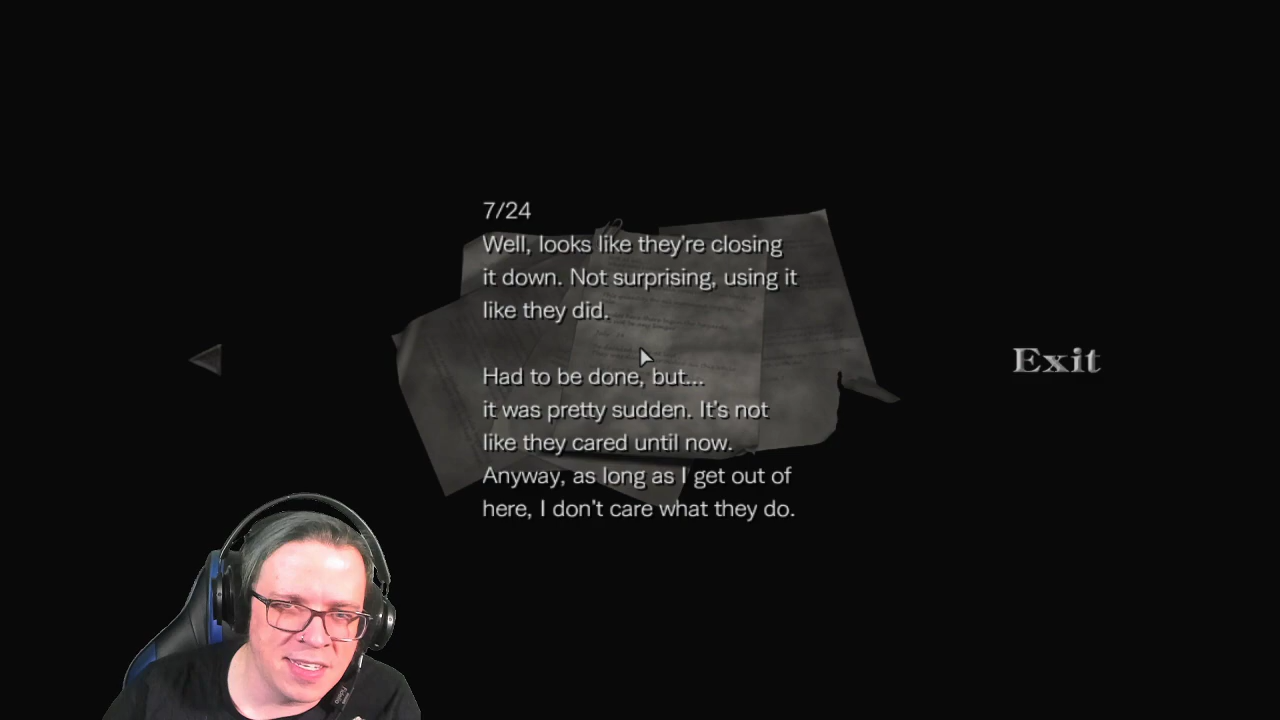 7/24
Well, looks like they're closing
it down. Not surprising, using it
like they did.
Had to be done, but...
it was pretty sudden. It's not
like they cared until now.
Anyway, as long as I get out of
here, I don't care what they do.
Exit